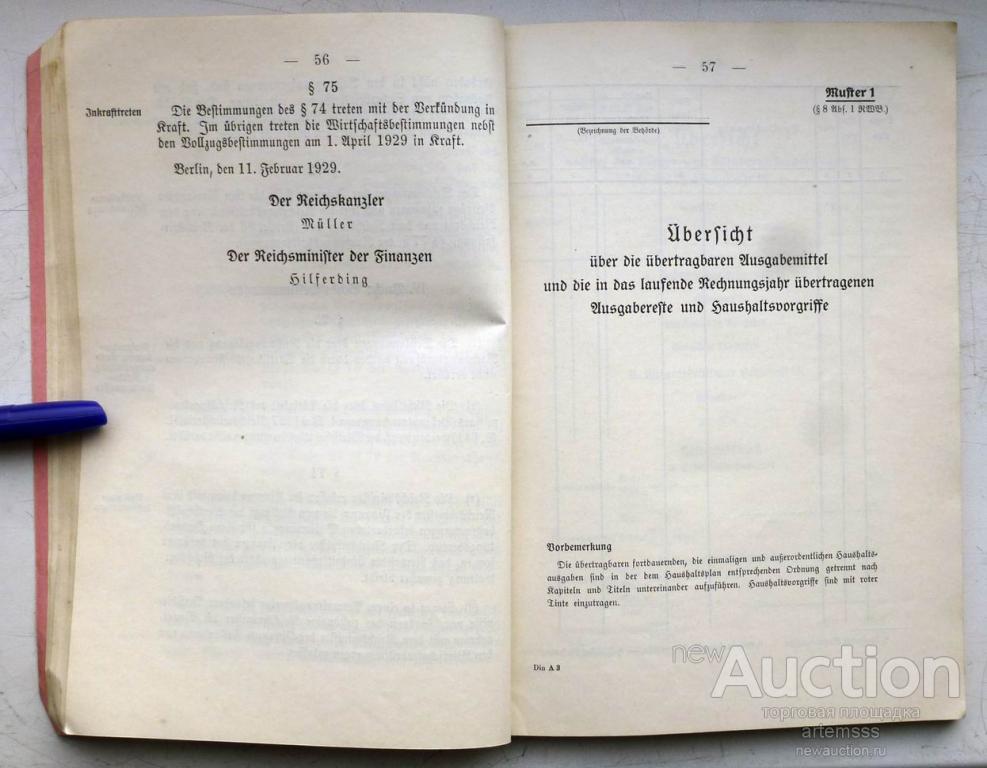 — 56 —
§ 75
Inkrafttreten
Die Bestimmungen des § 74 treten mit der Verkündung in
Kraft. Im übrigen treten die Wirtschaftsbestimmungen nebst
den Vollzugsbestimmungen am 1. April 1929 in Kraft.
Berlin, den 11. Februar 1929.
Der Reichskanzler
Müller
Der Reichsminister der Finanzen
Hilferding
— 57 —
Muster 1
(§ 8 Abs. 1 RWB.)
(Bezeichnung der Behörde)
Übersicht
über die übertragbaren Ausgabemittel
und die in das laufende Rechnungsjahr übertragenen
Ausgabereste und Haushaltsvorgriffe
Vorbemerkung
Die übertragbaren fortdauernden, die einmaligen und außerordentlichen Haushalts-
ausgaben sind in der dem Haushaltsplan entsprechenden Ordnung getrennt nach
Kapiteln und Titeln untereinander aufzuführen. Haushaltsvorgriffe sind mit roter
Tinte einzutragen.
Din A 3
newAuction
торговая площадка
artemsss
newauction.ru